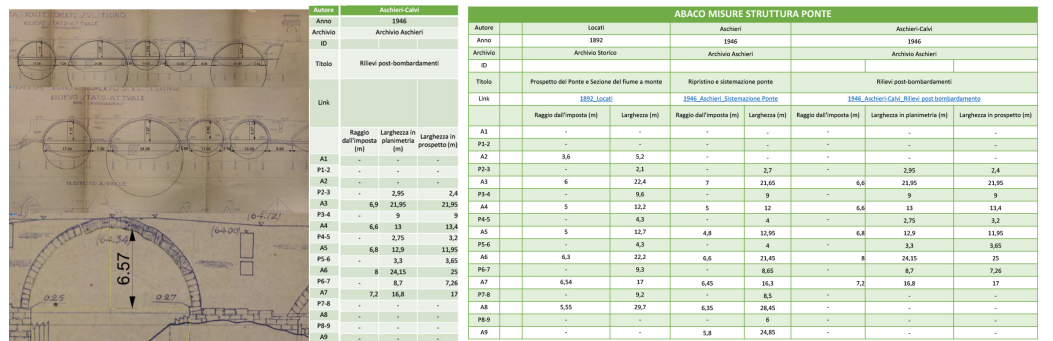 RILIEVO STATO ATTUALE
RILIEVO STATO ATTUALE
(64.12)
(64.34)
(64.00)
6.57
0.25
0.27
Autore Aschieri-Calvi
Anno 1946
Archivio Archivio Aschieri
ID
Titolo Rilievi post-bombardamenti
Link
Raggio dall'imposta (m) Larghezza in planimetria (m) Larghezza in prospetto (m)
A1 - - -
P1-2 - - -
A2 - - -
P2-3 - 2,95 2,4
A3 6,9 21,95 21,95
P3-4 - 9 9
A4 6,6 13 13,4
P4-5 - 2,75 3,2
A5 6,8 12,9 11,95
P5-6 - 3,3 3,65
A6 8 24,15 25
P6-7 - 8,7 7,26
A7 7,2 16,8 17
P7-8 - - -
A8 - - -
P8-9 - - -
A9 - - -
ABACO MISURE STRUTTURA PONTE
Autore Locati Aschieri Aschieri-Calvi
Anno 1892 1946 1946
Archivio Archivio Storico Archivio Aschieri Archivio Aschieri
ID
Titolo Prospetto del Ponte e Sezione del fiume a monte Ripristino e sistemazione ponte Rilievi post-bombardamenti
Link 1892_Locati 1946_Aschieri_Sistemazione Ponte 1946_Aschieri-Calvi_Rilievi post bombardamento
Raggio dall'imposta (m) Larghezza (m) Raggio dall'imposta (m) Larghezza (m) Raggio dall'imposta (m) Larghezza in planimetria (m) Larghezza in prospetto (m)
A1 - - - - - - -
P1-2 - - - - - - -
A2 3,6 5,2 - - - - -
P2-3 - 2,1 - 2,7 - 2,95 2,4
A3 6 22,4 7 21,65 6,6 21,95 21,95
P3-4 - 9,6 - 9 - 9 9
A4 5 12,2 5 12 6,6 13 13,4
P4-5 - 4,3 - 4 - 2,75 3,2
A5 5 12,7 4,8 12,95 6,8 12,9 11,95
P5-6 - 4,3 - 4 - 3,3 3,65
A6 6,3 22,2 6,6 21,45 8 24,15 25
P6-7 - 9,3 - 8,65 - 8,7 7,26
A7 6,54 17 6,45 16,3 7,2 16,8 17
P7-8 - 9,2 - 8,5 - - -
A8 5,55 29,7 6,35 28,45 - - -
P8-9 - - - 6 - - -
A9 - - 5,8 24,85 - - -